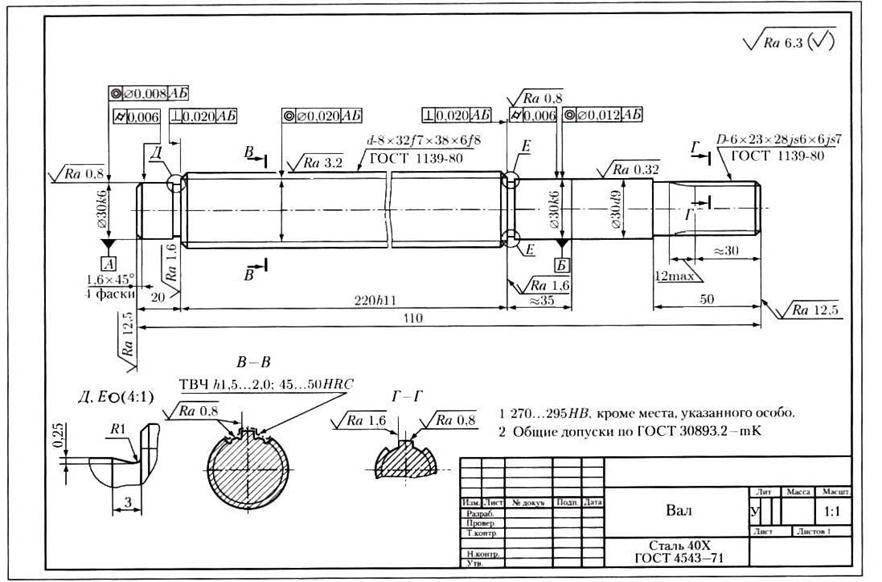 Ra 6.3 (√)
⌀0,008 АБ
0,006
⊥ 0,020 АБ
⌀0,020 АБ
⊥ 0,020 АБ
Ra 0,8
0,006
⌀0,012 АБ
d-8×32f7×38×6f8
ГОСТ 1139-80
D-6×23×28js6×6js7
ГОСТ 1139-80
Ra 0.8
Д
В
Ra 3.2
Е
Ra 0.32
Г
⌀30k6
⌀30k6
⌀30d9
Г
А
Ra 1.6
В
Е
Б
≈30
12max
1,6×45°
4 фаски
20
220h11
Ra 1.6
≈35
50
Ra 12.5
Ra 12.5
110
В–В
ТВЧ h1,5...2,0; 45...50HRC
Д, Е (4:1)
Ra 0.8
Г–Г
Ra 1,6
Ra 0,8
0,25
R1
3
1 270...295НВ, кроме места, указанного особо.
2 Общие допуски по ГОСТ 30893.2–mK
Изм. Лист № докум Подп Дата
Разраб.
Провер
Т.контр
Н.контр.
Утв.
Вал
Сталь 40Х
ГОСТ 4543–71
Лит Масса Масшт.
У 1:1
Лист Листов 1